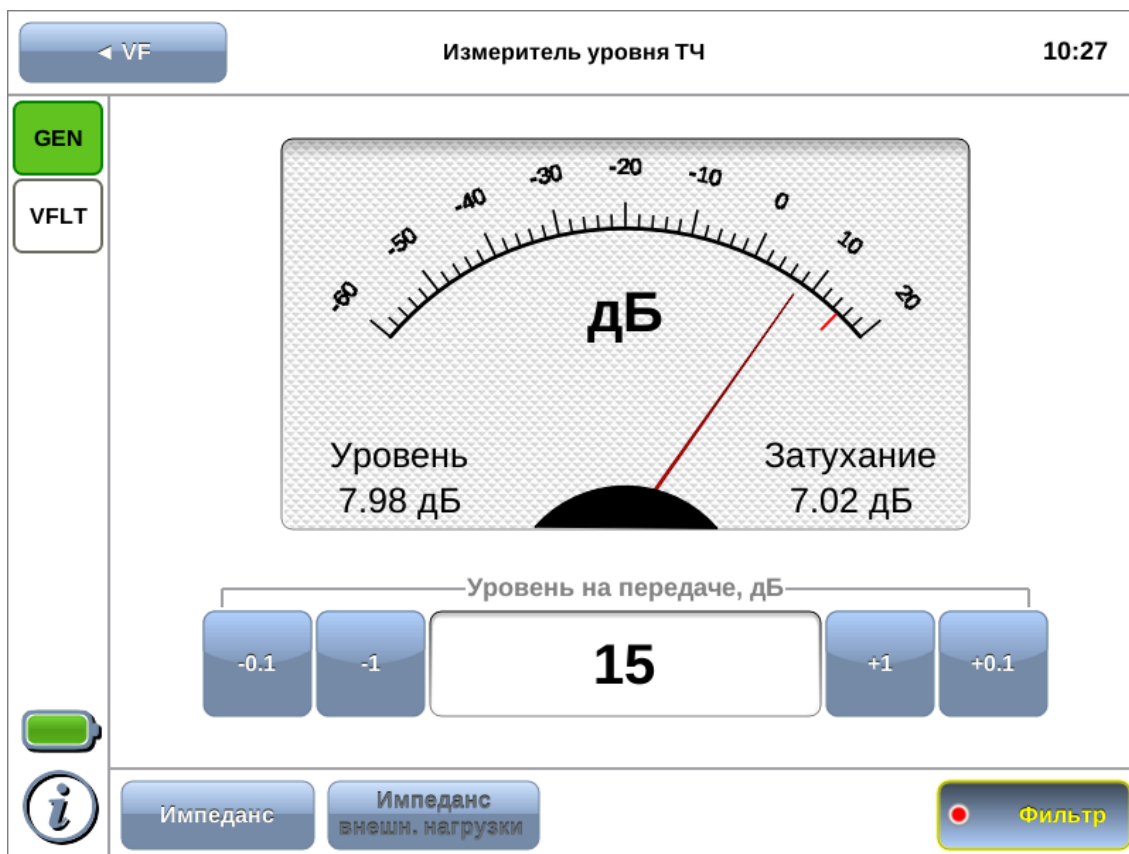 ◄ VF
Измеритель уровня ТЧ
10:27
GEN
VFLT
-60
-50
-40
-30
-20
-10
0
10
20
дБ
Уровень
7.98 дБ
Затухание
7.02 дБ
Уровень на передаче, дБ
-0.1
-1
15
+1
+0.1
i
Импеданс
Импеданс
внешн. нагрузки
Фильтр